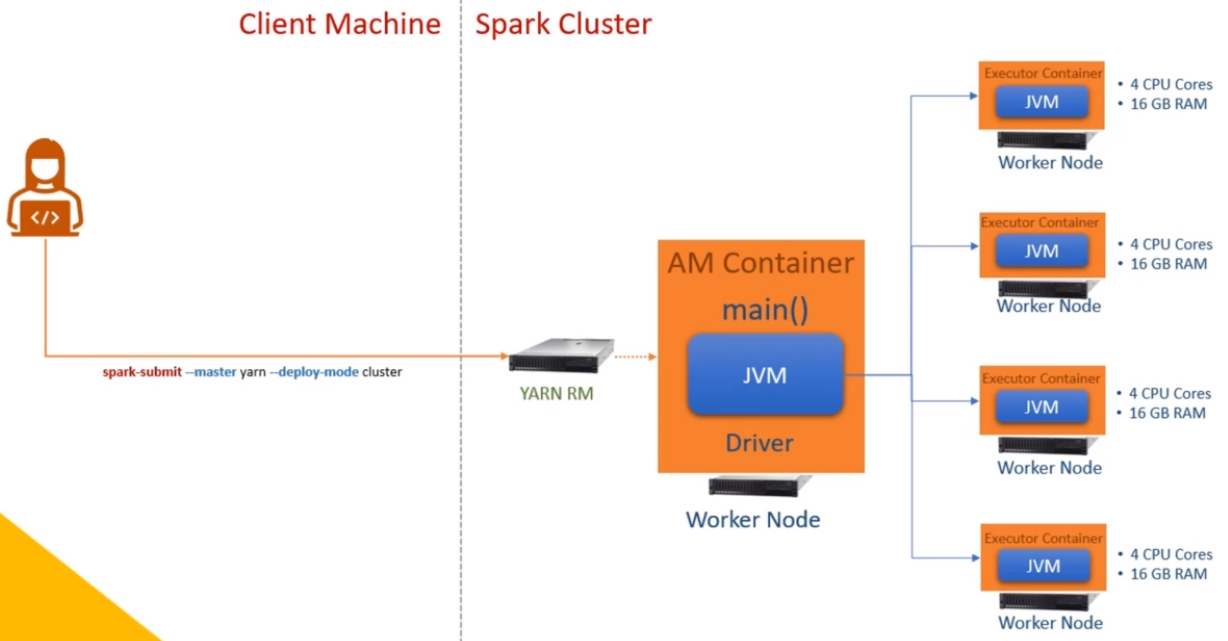 Client Machine
Spark Cluster
</>
spark-submit --master yarn --deploy-mode cluster
YARN RM
AM Container
main()
JVM
Driver
Worker Node
Executor Container
JVM
• 4 CPU Cores
• 16 GB RAM
Worker Node
Executor Container
JVM
• 4 CPU Cores
• 16 GB RAM
Worker Node
Executor Container
JVM
• 4 CPU Cores
• 16 GB RAM
Worker Node
Executor Container
JVM
• 4 CPU Cores
• 16 GB RAM
Worker Node